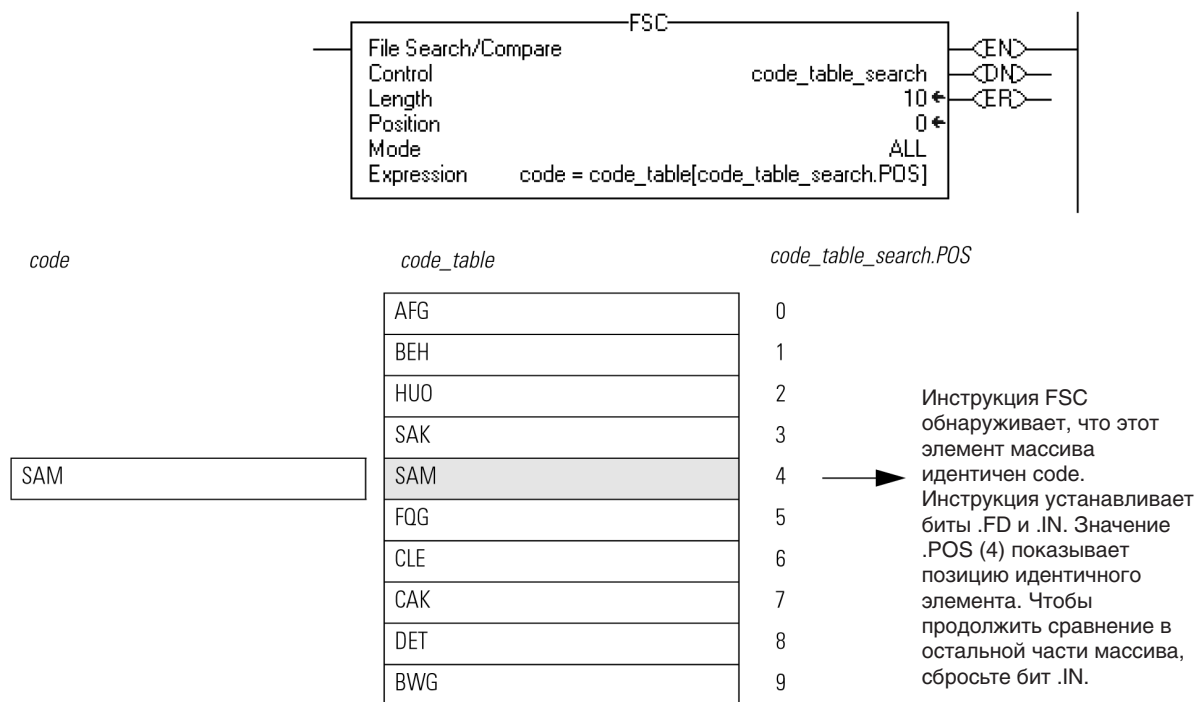 FSC
File Search/Compare
Control code_table_search
Length 10
Position 0
Mode ALL
Expression code = code_table[code_table_search.POS]
EN
DN
ER
code code_table code_table_search.POS
AFG 0
BEH 1
HUO 2
SAK 3
SAM SAM 4
FQG 5
CLE 6
CAK 7
DET 8
BWG 9
Инструкция FSC
обнаруживает, что этот
элемент массива
идентичен code.
Инструкция устанавливает
биты .FD и .IN. Значение
.POS (4) показывает
позицию идентичного
элемента. Чтобы
продолжить сравнение в
остальной части массива,
сбросьте бит .IN.